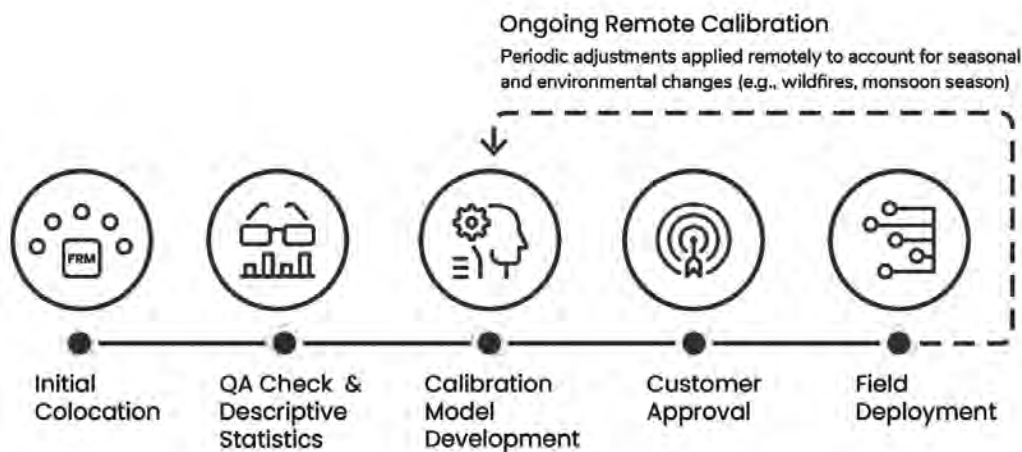 Ongoing Remote Calibration
Periodic adjustments applied remotely to account for seasonal
and environmental changes (e.g., wildfires, monsoon season)
FRM
Initial
Colocation
QA Check &
Descriptive
Statistics
Calibration
Model
Development
Customer
Approval
Field
Deployment